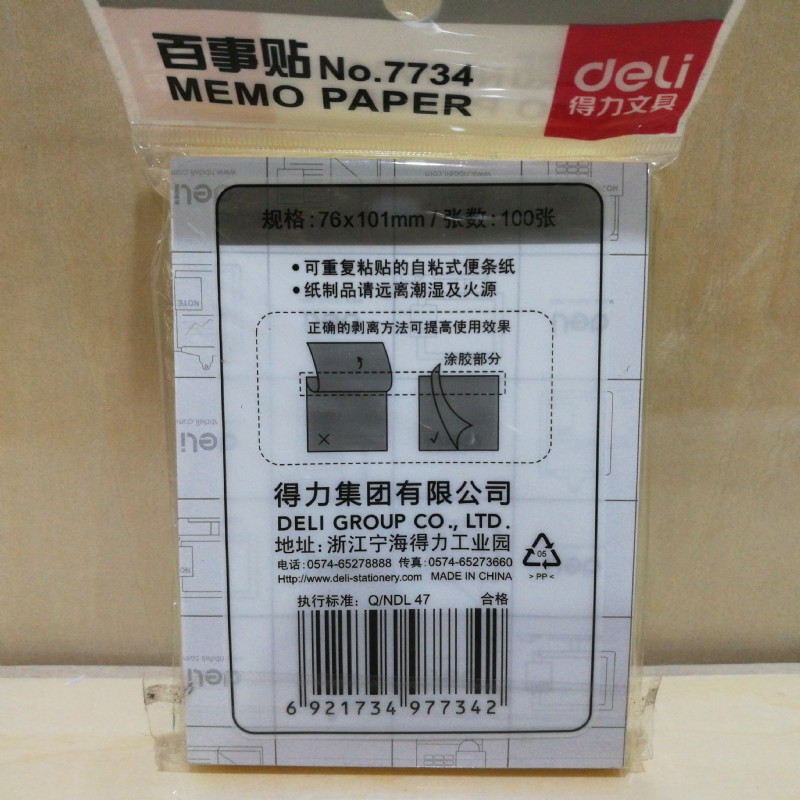 百事贴 No.7734
MEMO PAPER
deli
得力文具
规格:76x101mm / 张数:100张
•可重复粘贴的自粘式便条纸
•纸制品请远离潮湿及火源
正确的剥离方法可提高使用效果
涂胶部分
得力集团有限公司
DELI GROUP CO., LTD.
地址:浙江宁海得力工业园
电话:0574-65278888 传真:0574-65273660
Http://www.deli-stationery.com MADE IN CHINA
05
>PP<
执行标准: Q/NDL 47 合格
6 921734 977342